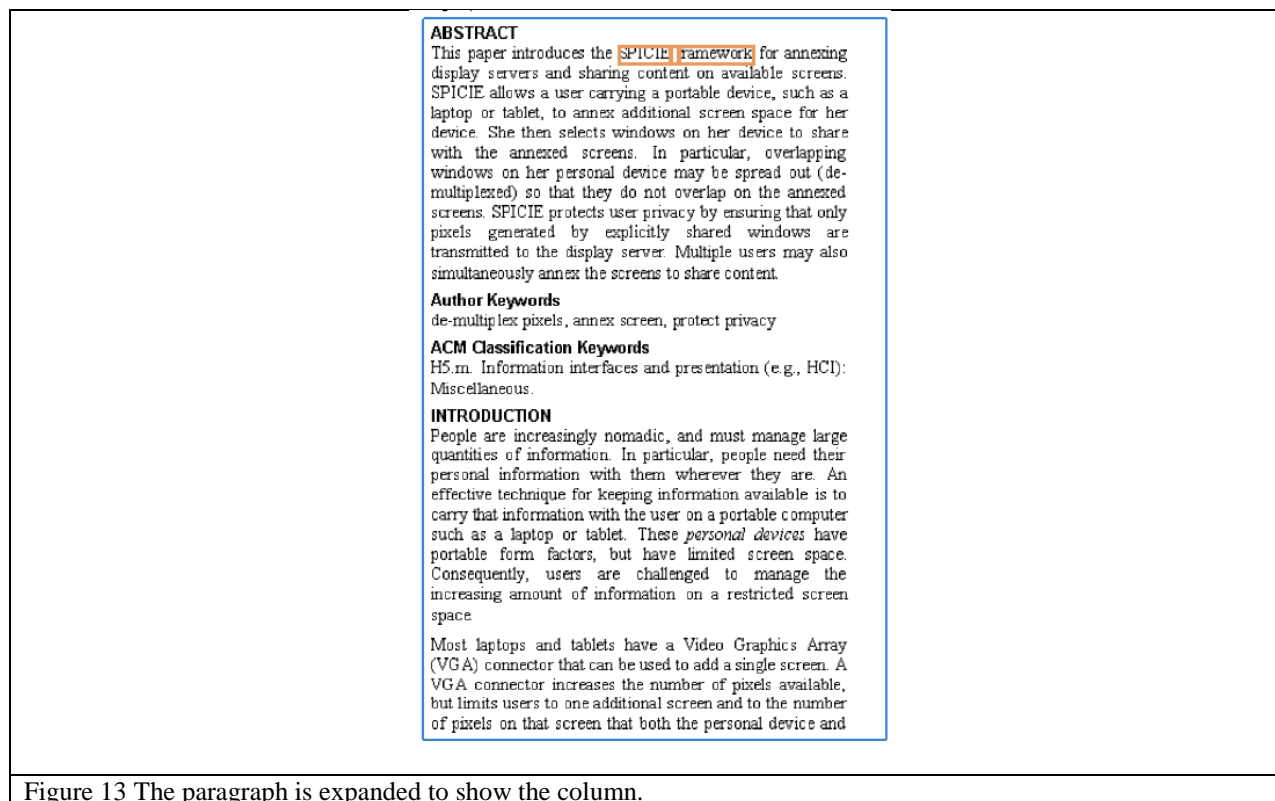 ABSTRACT
This paper introduces the SPICIE framework for annexing
display servers and sharing content on available screens.
SPICIE allows a user carrying a portable device, such as a
laptop or tablet, to annex additional screen space for her
device. She then selects windows on her device to share
with the annexed screens. In particular, overlapping
windows on her personal device may be spread out (de-
multiplexed) so that they do not overlap on the annexed
screens. SPICIE protects user privacy by ensuring that only
pixels generated by explicitly shared windows are
transmitted to the display server. Multiple users may also
simultaneously annex the screens to share content.
Author Keywords
de-multiplex pixels, annex screen, protect privacy
ACM Classification Keywords
H5.m. Information interfaces and presentation (e.g., HCI):
Miscellaneous.
INTRODUCTION
People are increasingly nomadic, and must manage large
quantities of information. In particular, people need their
personal information with them wherever they are. An
effective technique for keeping information available is to
carry that information with the user on a portable computer
such as a laptop or tablet. These personal devices have
portable form factors, but have limited screen space.
Consequently, users are challenged to manage the
increasing amount of information on a restricted screen
space.
Most laptops and tablets have a Video Graphics Array
(VGA) connector that can be used to add a single screen. A
VGA connector increases the number of pixels available,
but limits users to one additional screen and to the number
of pixels on that screen that both the personal device and
Figure 13 The paragraph is expanded to show the column.